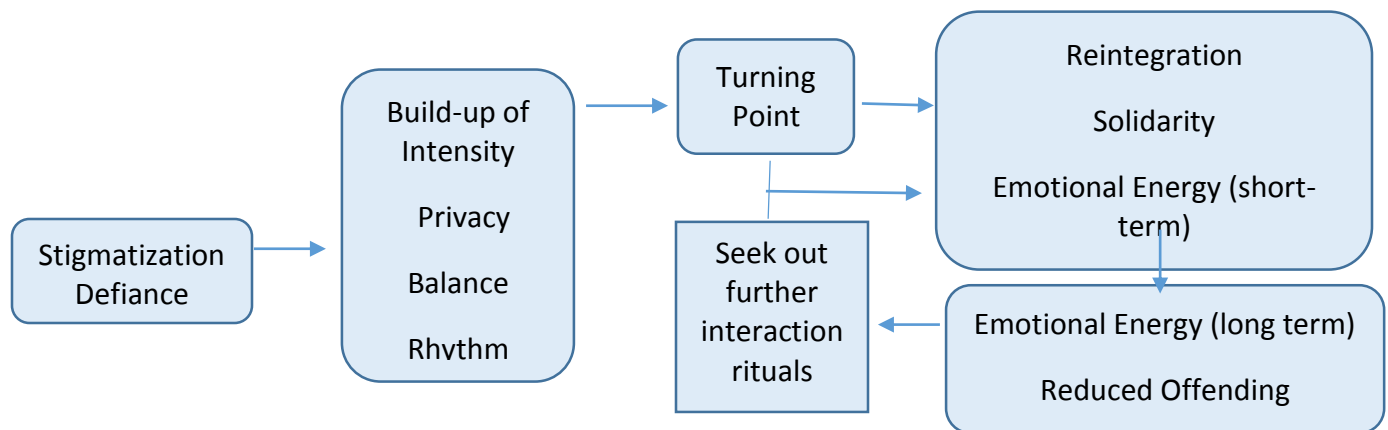 Stigmatization
Defiance
Build-up of
Intensity
Privacy
Balance
Rhythm
Turning
Point
Reintegration
Solidarity
Emotional Energy (short-
term)
Seek out
further
interaction
rituals
Emotional Energy (long term)
Reduced Offending